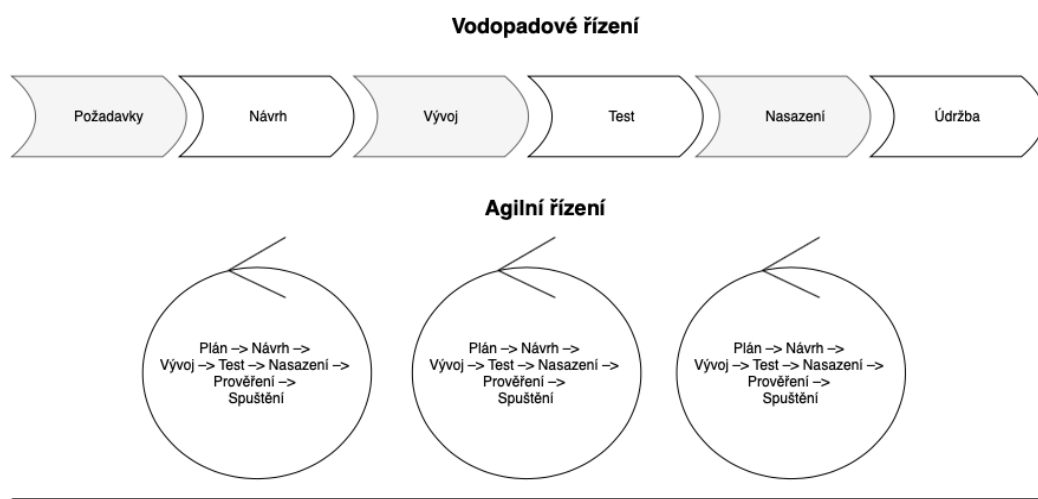 Vodopadové řízení
Požadavky
Návrh
Vývoj
Test
Nasazení
Údržba
Agilní řízení
Plán –> Návrh –>
Vývoj –> Test –> Nasazení –>
Prověření –>
Spuštění
Plán –> Návrh –>
Vývoj –> Test –> Nasazení –>
Prověření –>
Spuštění
Plán –> Návrh –>
Vývoj –> Test –> Nasazení –>
Prověření –>
Spuštění